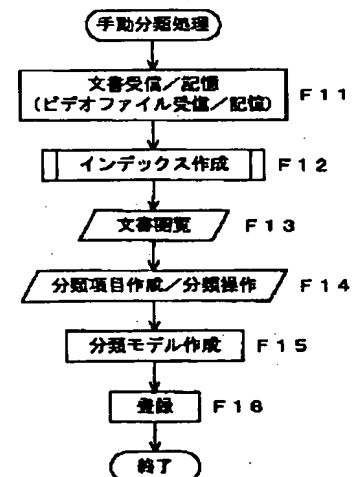 手動分類処理
文書受信／記憶
(ビデオファイル受信／記憶)
F11
インデックス作成
F12
文書閲覧
F13
分類項目作成／分類操作
F14
分類モデル作成
F15
登録
F16
終了